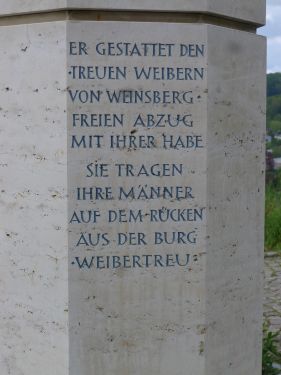 ER GESTATTET DEN
·TREUEN WEIBERN
VON WEINSBERG·
FREIEN ABZUG
MIT IHRER HABE
SIE TRAGEN
IHRE MÄNNER
AUF DEM·RÜCKEN
AUS DER BURG
·WEIBERTREU·